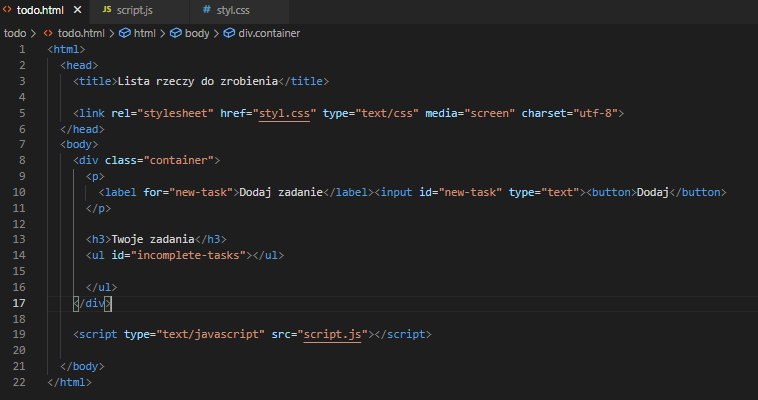 todo.html × JS script.js # styl.css
todo > todo.html > html > body > div.container
1 <html>
2 <head>
3 <title>Lista rzeczy do zrobienia</title>
4
5 <link rel="stylesheet" href="styl.css" type="text/css" media="screen" charset="utf-8">
6 </head>
7 <body>
8 <div class="container">
9 <p>
10 <label for="new-task">Dodaj zadanie</label><input id="new-task" type="text"><button>Dodaj</button>
11 </p>
12
13 <h3>Twoje zadania</h3>
14 <ul id="incomplete-tasks"></ul>
15
16 </ul>
17 </div>
18
19 <script type="text/javascript" src="script.js"></script>
20
21 </body>
22 </html>